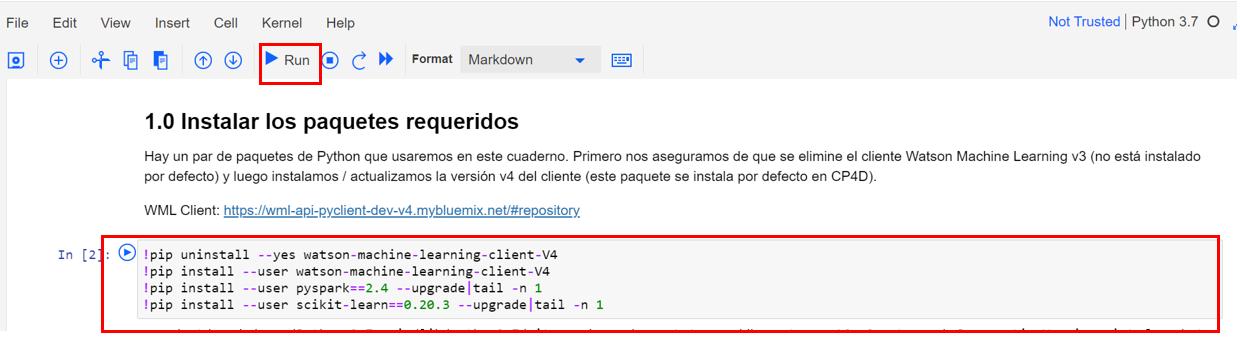 File Edit View Insert Cell Kernel Help Not Trusted Python 3.7
Run Format Markdown
1.0 Instalar los paquetes requeridos
Hay un par de paquetes de Python que usaremos en este cuaderno. Primero nos aseguramos de que se elimine el cliente Watson Machine Learning v3 (no está instalado
por defecto) y luego instalamos / actualizamos la versión v4 del cliente (este paquete se instala por defecto en CP4D).
WML Client: https://wml-api-pyclient-dev-v4.mybluemix.net/#repository
In [2]: !pip uninstall --yes watson-machine-learning-client-V4
!pip install --user watson-machine-learning-client-V4
!pip install --user pyspark==2.4 --upgrade|tail -n 1
!pip install --user scikit-learn==0.20.3 --upgrade|tail -n 1